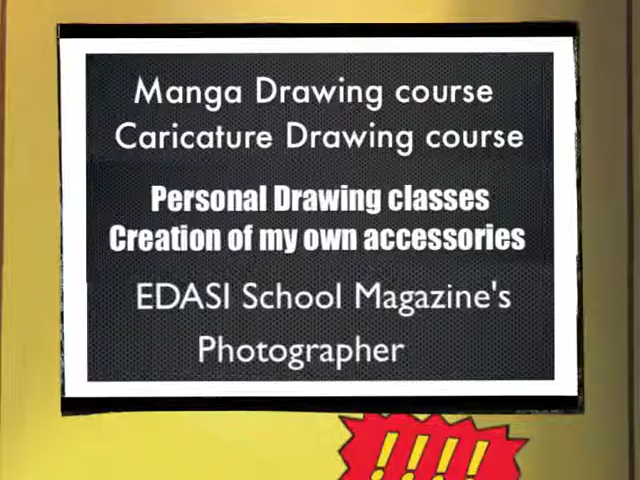 Manga Drawing course
Caricature Drawing course
Personal Drawing classes
Creation of my own accessories
EDASI School Magazine's
Photographer
!!!!